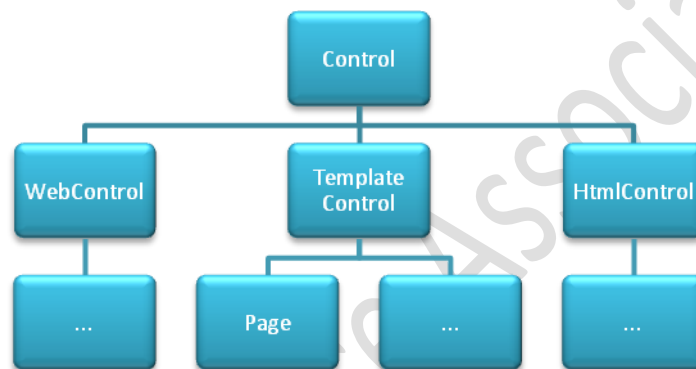 Control
WebControl
Template
Control
HtmlControl
...
Page
...
...